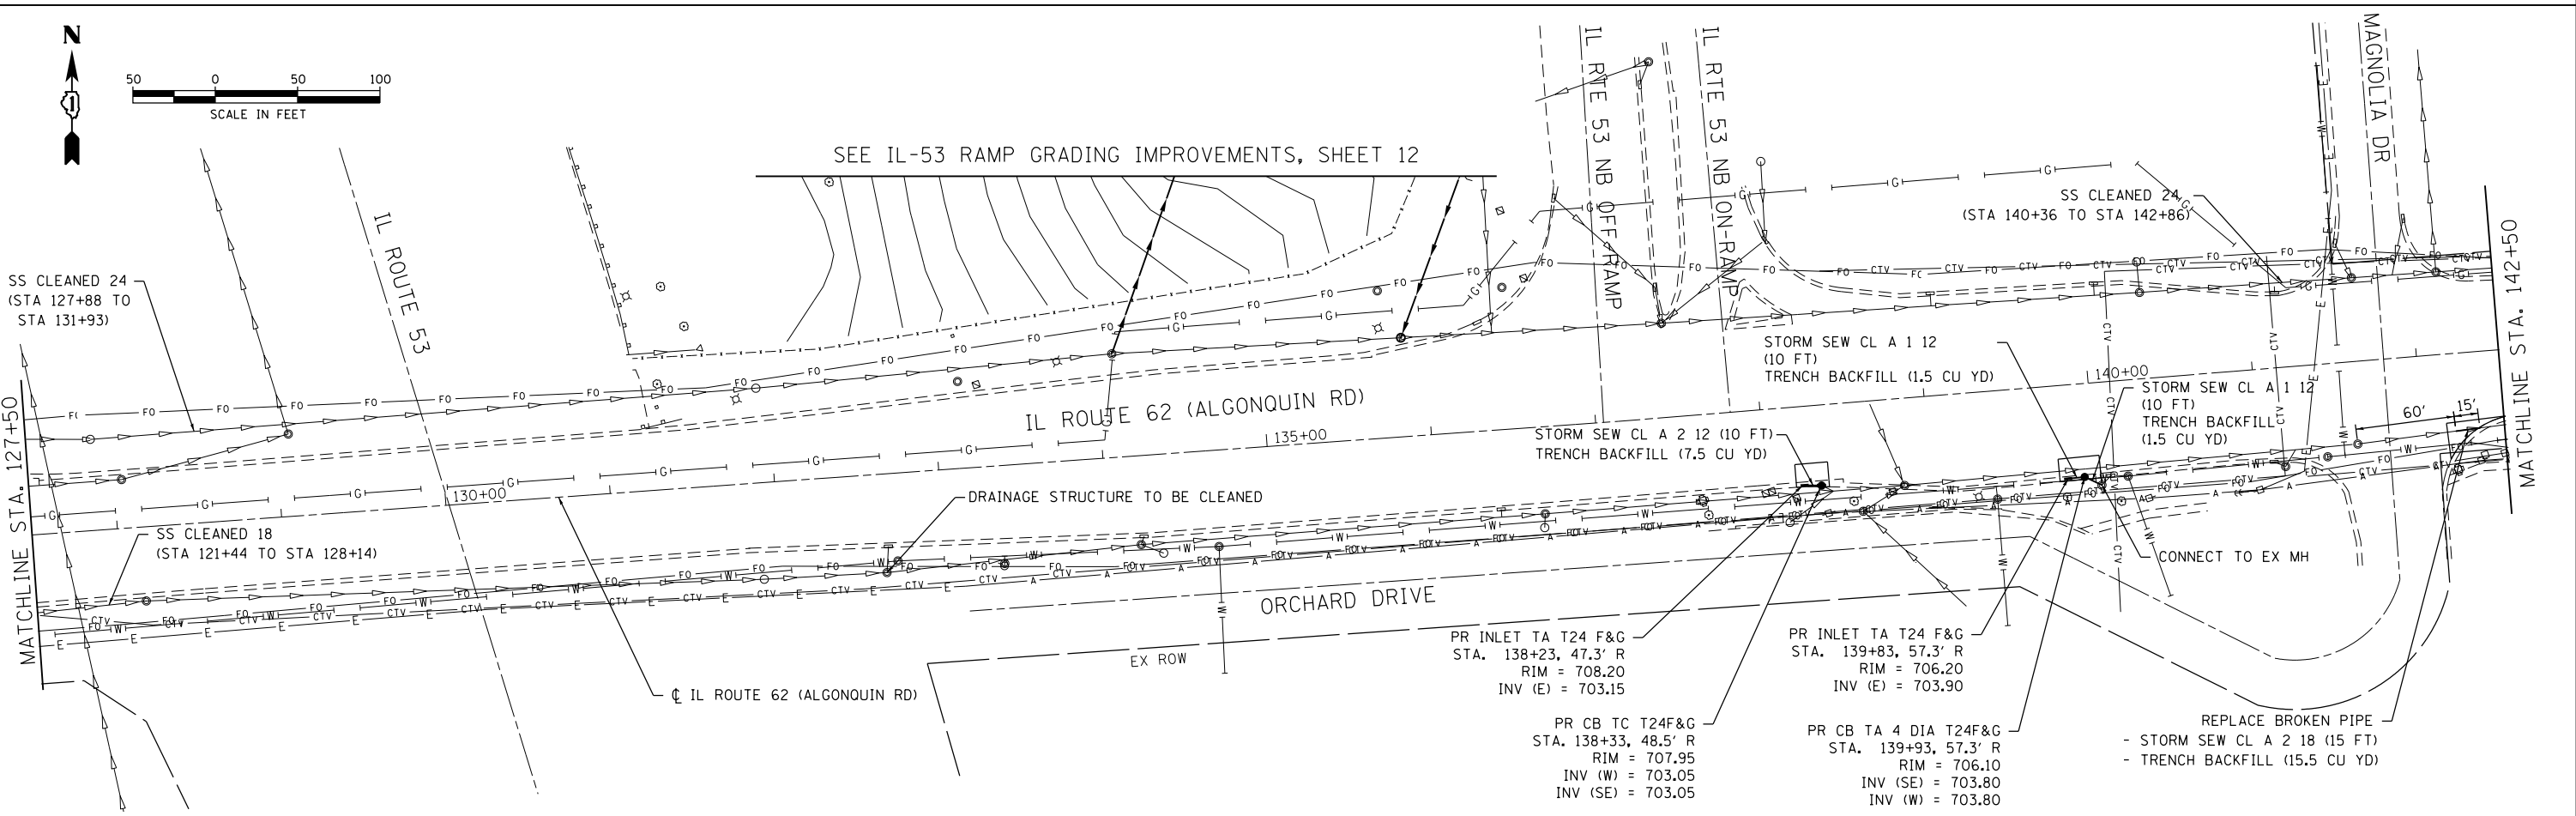 N
50 0 50 100
SCALE IN FEET
SEE IL-53 RAMP GRADING IMPROVEMENTS, SHEET 12
IL ROUTE 53
IL RTE 53 NB OFF-RAMP
IL RTE 53 NB ON-RAMP
MAGNOLIA DR
SS CLEANED 24
(STA 140+36 TO STA 142+86)
SS CLEANED 24
(STA 127+88 TO
STA 131+93)
MATCHLINE STA. 127+50
MATCHLINE STA. 142+50
STORM SEW CL A 1 12
(10 FT)
TRENCH BACKFILL (1.5 CU YD)
140+00
STORM SEW CL A 1 12
(10 FT)
TRENCH BACKFILL
(1.5 CU YD)
60'
15'
IL ROUTE 62 (ALGONQUIN RD)
135+00
STORM SEW CL A 2 12 (10 FT)
TRENCH BACKFILL (7.5 CU YD)
130+00
DRAINAGE STRUCTURE TO BE CLEANED
SS CLEANED 18
(STA 121+44 TO STA 128+14)
CONNECT TO EX MH
ORCHARD DRIVE
EX ROW
℄ IL ROUTE 62 (ALGONQUIN RD)
PR INLET TA T24 F&G
STA. 138+23, 47.3' R
RIM = 708.20
INV (E) = 703.15
PR INLET TA T24 F&G
STA. 139+83, 57.3' R
RIM = 706.20
INV (E) = 703.90
PR CB TC T24F&G
STA. 138+33, 48.5' R
RIM = 707.95
INV (W) = 703.05
INV (SE) = 703.05
PR CB TA 4 DIA T24F&G
STA. 139+93, 57.3' R
RIM = 706.10
INV (SE) = 703.80
INV (W) = 703.80
REPLACE BROKEN PIPE
- STORM SEW CL A 2 18 (15 FT)
- TRENCH BACKFILL (15.5 CU YD)